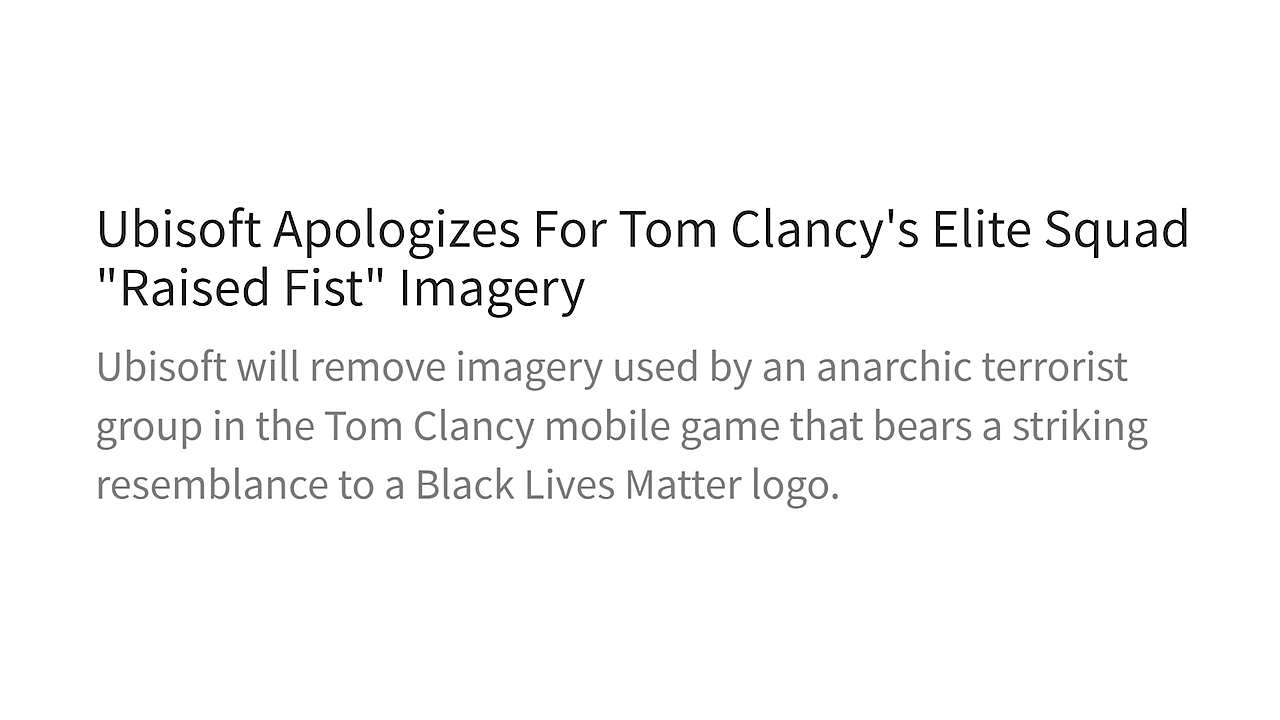 Ubisoft Apologizes For Tom Clancy's Elite Squad
"Raised Fist" Imagery
Ubisoft will remove imagery used by an anarchic terrorist
group in the Tom Clancy mobile game that bears a striking
resemblance to a Black Lives Matter logo.